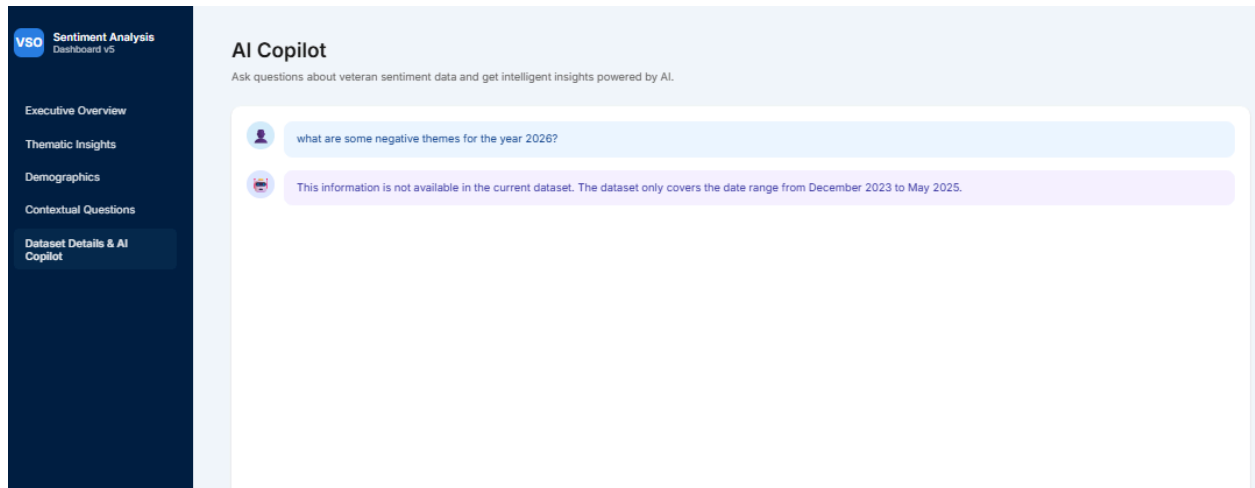 VSO
Sentiment Analysis
Dashboard v5
Executive Overview
Thematic Insights
Demographics
Contextual Questions
Dataset Details & AI
Copilot
AI Copilot
Ask questions about veteran sentiment data and get intelligent insights powered by AI.
what are some negative themes for the year 2026?
This information is not available in the current dataset. The dataset only covers the date range from December 2023 to May 2025.